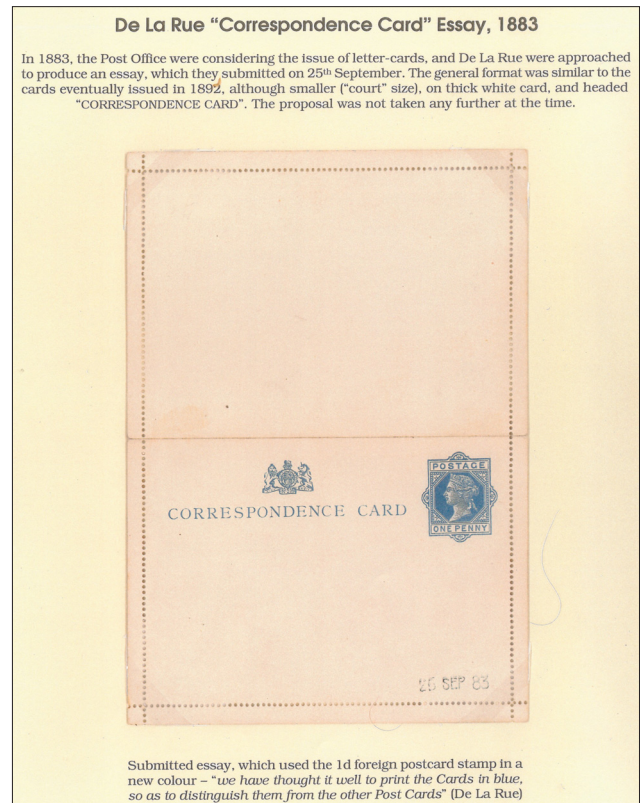 De La Rue “Correspondence Card” Essay, 1883
In 1883, the Post Office were considering the issue of letter-cards, and De La Rue were approached
to produce an essay, which they submitted on 25th September. The general format was similar to the
cards eventually issued in 1892, although smaller (“court” size), on thick white card, and headed
“CORRESPONDENCE CARD”. The proposal was not taken any further at the time.
POSTAGE
CORRESPONDENCE CARD
ONE PENNY
25 SEP 83
Submitted essay, which used the 1d foreign postcard stamp in a
new colour – “we have thought it well to print the Cards in blue,
so as to distinguish them from the other Post Cards” (De La Rue)